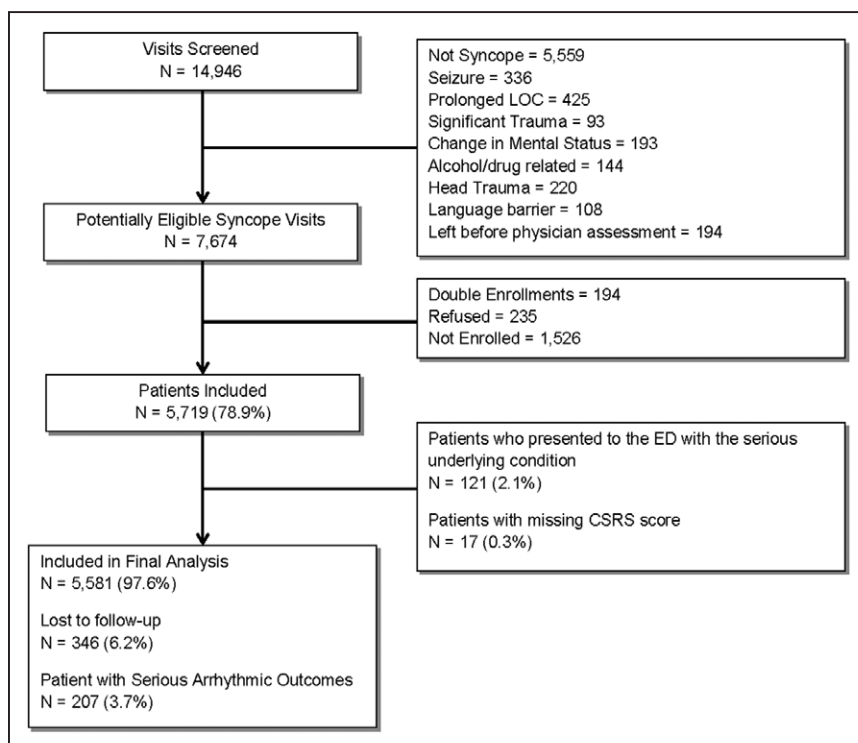 Visits Screened
N = 14,946
Not Syncope = 5,559
Seizure = 336
Prolonged LOC = 425
Significant Trauma = 93
Change in Mental Status = 193
Alcohol/drug related = 144
Head Trauma = 220
Language barrier = 108
Left before physician assessment = 194
Potentially Eligible Syncope Visits
N = 7,674
Double Enrollments = 194
Refused = 235
Not Enrolled = 1,526
Patients Included
N = 5,719 (78.9%)
Patients who presented to the ED with the serious
underlying condition
N = 121 (2.1%)
Patients with missing CSRS score
N = 17 (0.3%)
Included in Final Analysis
N = 5,581 (97.6%)
Lost to follow-up
N = 346 (6.2%)
Patient with Serious Arrhythmic Outcomes
N = 207 (3.7%)